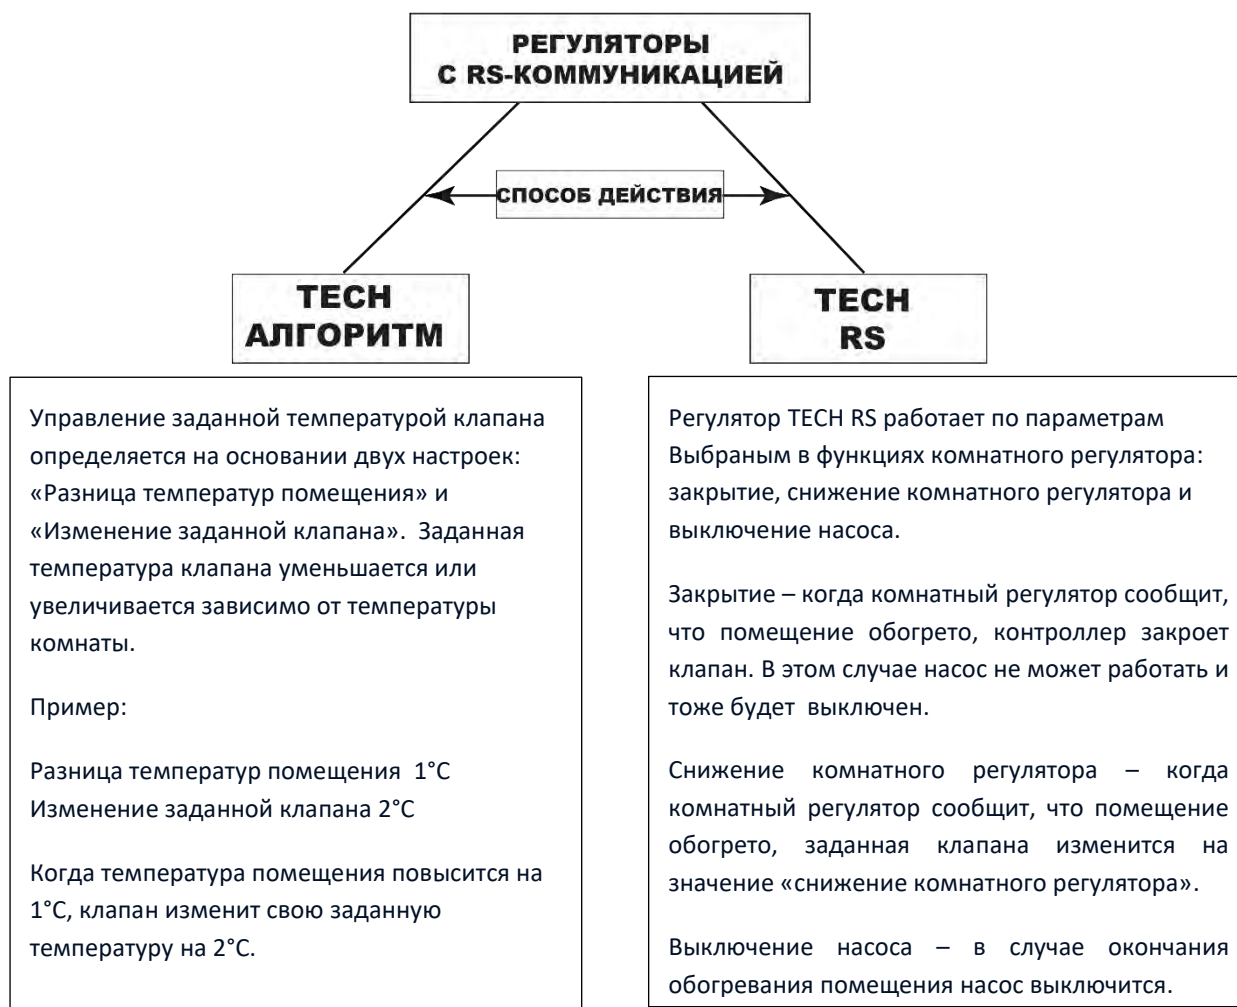 РЕГУЛЯТОРЫ
С RS-КОММУНИКАЦИЕЙ
СПОСОБ ДЕЙСТВИЯ
TECH
АЛГОРИТМ
TECH
RS
Управление заданной температурой клапана
определяется на основании двух настроек:
«Разница температур помещения» и
«Изменение заданной клапана». Заданная
температура клапана уменьшается или
увеличивается зависимо от температуры
комнаты.
Пример:
Разница температур помещения 1°C
Изменение заданной клапана 2°C
Когда температура помещения повысится на
1°C, клапан изменит свою заданную
температуру на 2°C.
Регулятор TECH RS работает по параметрам
Выбраным в функциях комнатного регулятора:
закрытие, снижение комнатного регулятора и
выключение насоса.
Закрытие – когда комнатный регулятор сообщит,
что помещение обогрето, контроллер закроет
клапан. В этом случае насос не может работать и
тоже будет выключен.
Снижение комнатного регулятора – когда
комнатный регулятор сообщит, что помещение
обогрето, заданная клапана изменится на
значение «снижение комнатного регулятора».
Выключение насоса – в случае окончания
обогревания помещения насос выключится.